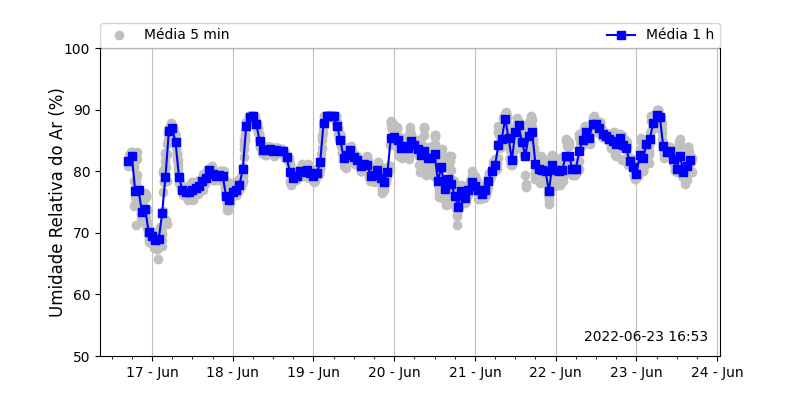 Média 5 min
Média 1 h
Umidade Relativa do Ar (%)
100
90
80
70
60
50
2022-06-23 16:53
17 - Jun
18 - Jun
19 - Jun
20 - Jun
21 - Jun
22 - Jun
23 - Jun
24 - Jun